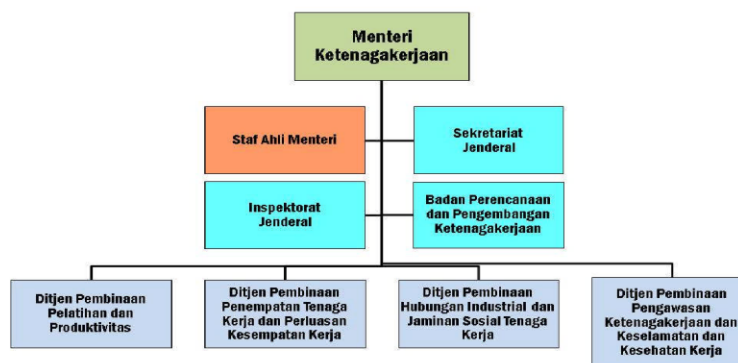 Menteri
Ketenagakerjaan
Staf Ahli Menteri
Sekretariat
Jenderal
Inspektorat
Jenderal
Badan Perencanaan
dan Pengembangan
Ketenagakerjaan
Ditjen Pembinaan
Pelatihan dan
Produktivitas
Ditjen Pembinaan
Penempatan Tenaga
Kerja dan Perluasan
Kesempatan Kerja
Ditjen Pembinaan
Hubungan Industrial dan
Jaminan Sosial Tenaga
Kerja
Ditjen Pembinaan
Pengawasan
Ketenagakerjaan dan
Keselamatan dan
Kesehatan Kerja